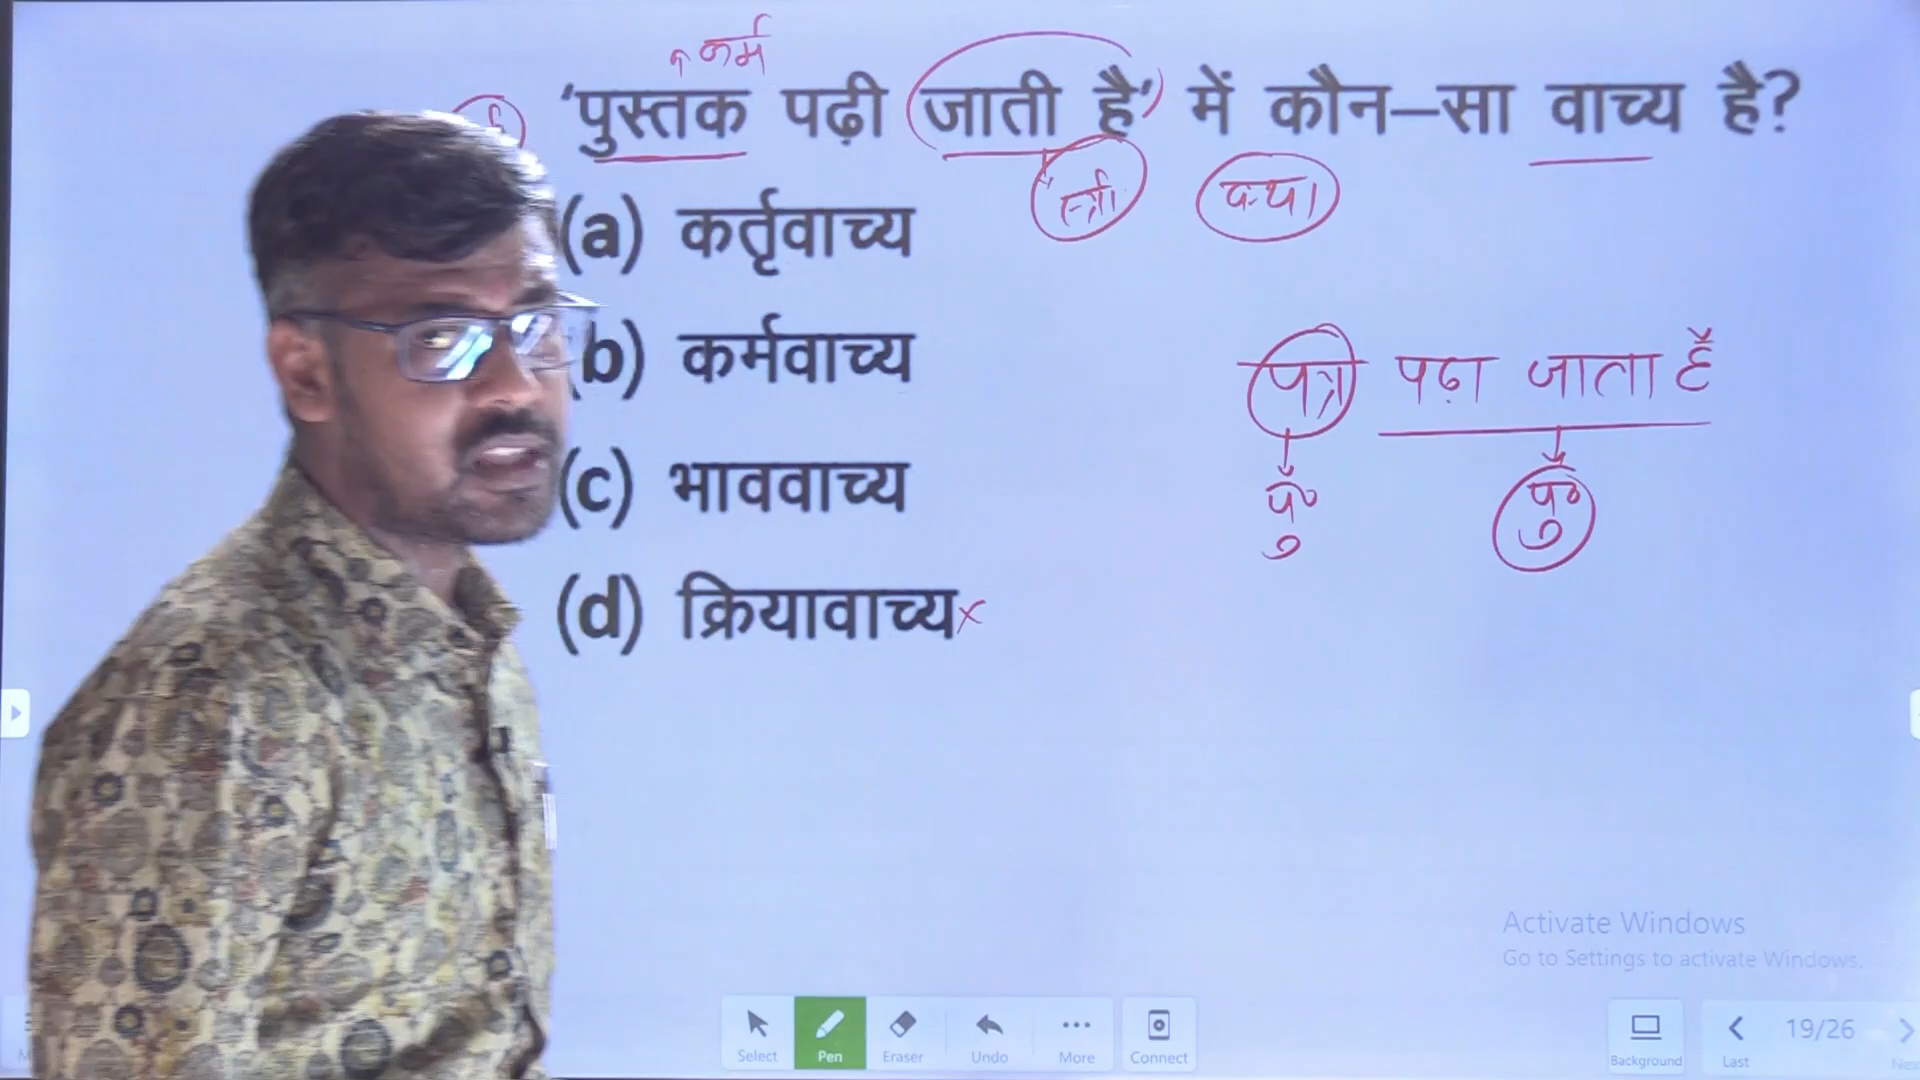 कर्म
'पुस्तक पढ़ी जाती है' में कौन–सा वाच्य है?
स्त्री
क्या
(a) कर्तृवाच्य
(b) कर्मवाच्य
पत्र पढ़ा जाता है
(c) भाववाच्य
पु० पु०
(d) क्रियावाच्य ×
Activate Windows
Go to Settings to activate Windows.
Select Pen Eraser Undo More Connect Background Last 19/26